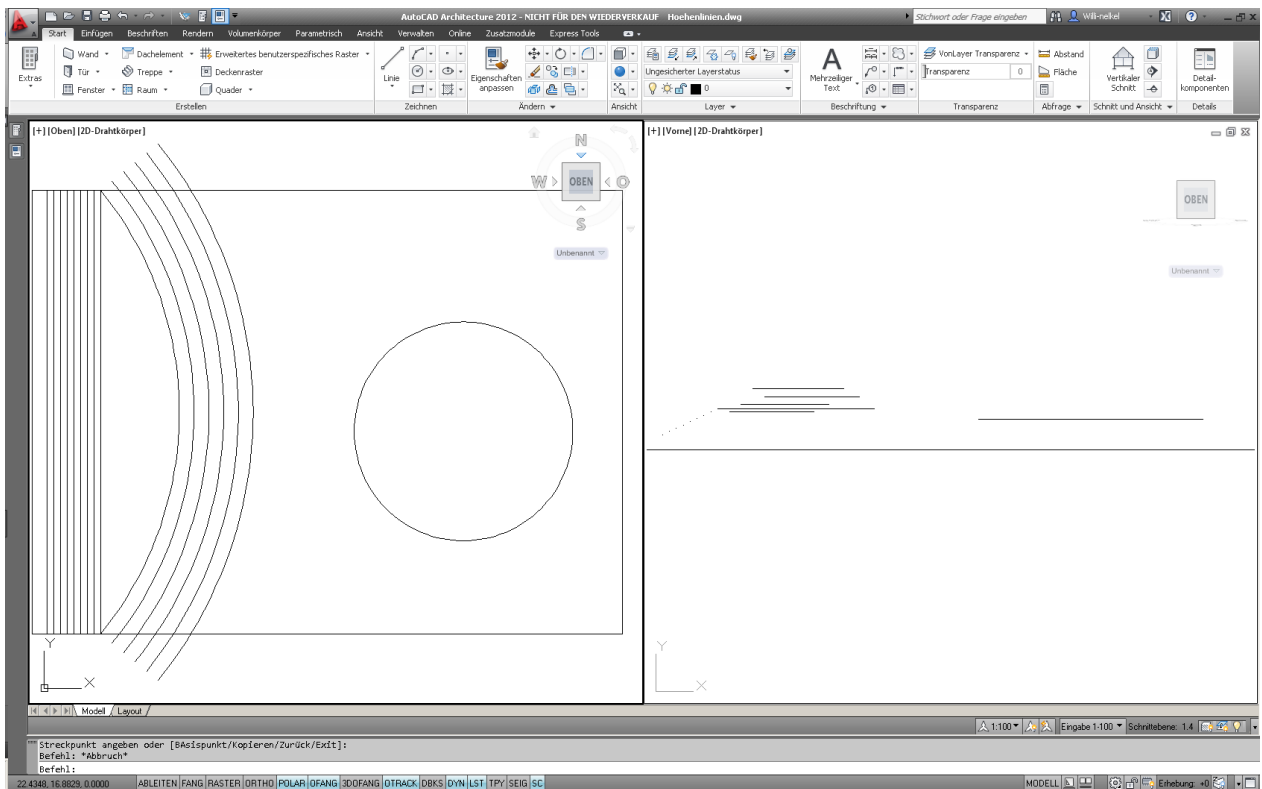 AutoCAD Architecture 2012 - NICHT FÜR DEN WIEDERVERKAUF Hoehenlinien.dwg
Stichwort oder Frage eingeben
Willi-nelkel
Start Einfügen Beschriften Rendern Volumenkörper Parametrisch Ansicht Verwalten Online Zusatzmodule Express Tools
Wand Dachelement Erweitertes benutzerspezifisches Raster
Ungesicherter Layerstatus
VonLayer Transparenz Abstand
Tür Treppe Deckenraster
Transparenz 0 Fläche
Extras
Linie
Eigenschaften anpassen
Mehrzeiliger Text
Vertikaler Schnitt
Detail-komponenten
Fenster Raum Quader
0
Erstellen Zeichnen Ändern Ansicht Layer Beschriftung Transparenz Abfrage Schnitt und Ansicht Details
[+][Oben][2D-Drahtkörper]
N
W OBEN O
S
Unbenannt
[+][Vorne][2D-Drahtkörper]
OBEN
Unbenannt
Y
X
Y
X
Modell Layout
1:100 Eingabe 1-100 Schnittebene: 1.4
Streckpunkt angeben oder [BAsispunkt/Kopieren/Zurück/Exit]:
Befehl: *Abbruch*
Befehl:
22.4348, 16.8829, 0.0000 ABLEITEN FANG RASTER ORTHO POLAR OFANG 3DOFANG OTRACK DBKS DYN LST TPY SEIG SC MODELL Erhebung: +0